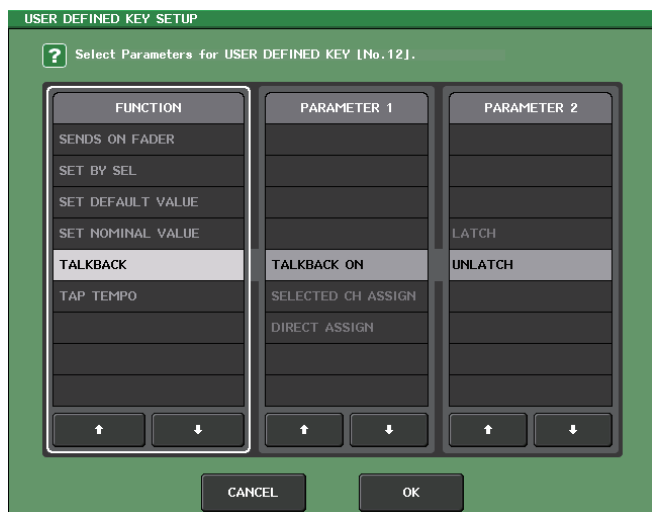 USER DEFINED KEY SETUP
? Select Parameters for USER DEFINED KEY [No.12].
FUNCTION
SENDS ON FADER
SET BY SEL
SET DEFAULT VALUE
SET NOMINAL VALUE
TALKBACK
TAP TEMPO
PARAMETER 1
TALKBACK ON
SELECTED CH ASSIGN
DIRECT ASSIGN
PARAMETER 2
LATCH
UNLATCH
CANCEL
OK